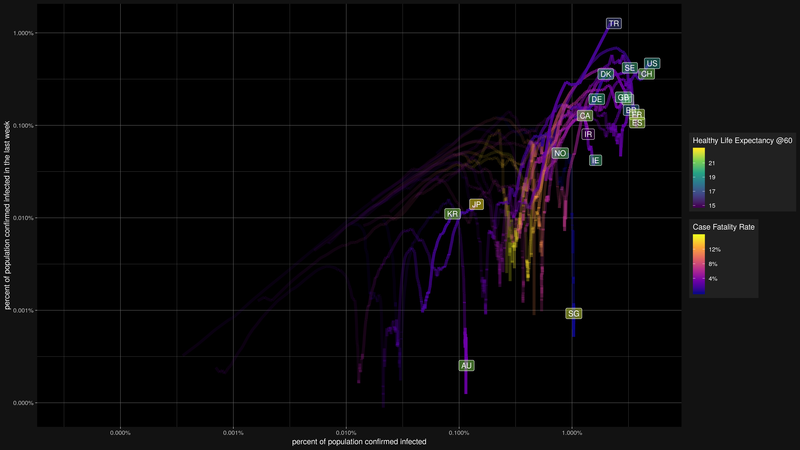 percent of population confirmed infected in the last week
1.000%
0.100%
0.010%
0.001%
0.000%
TR
US
SE
CH
DK
DE
GB
BR
FR
ES
CA
IR
NO
IE
JP
KR
SG
AU
0.000%
0.001%
0.010%
0.100%
1.000%
percent of population confirmed infected
Healthy Life Expectancy @60
21
19
17
15
Case Fatality Rate
12%
8%
4%